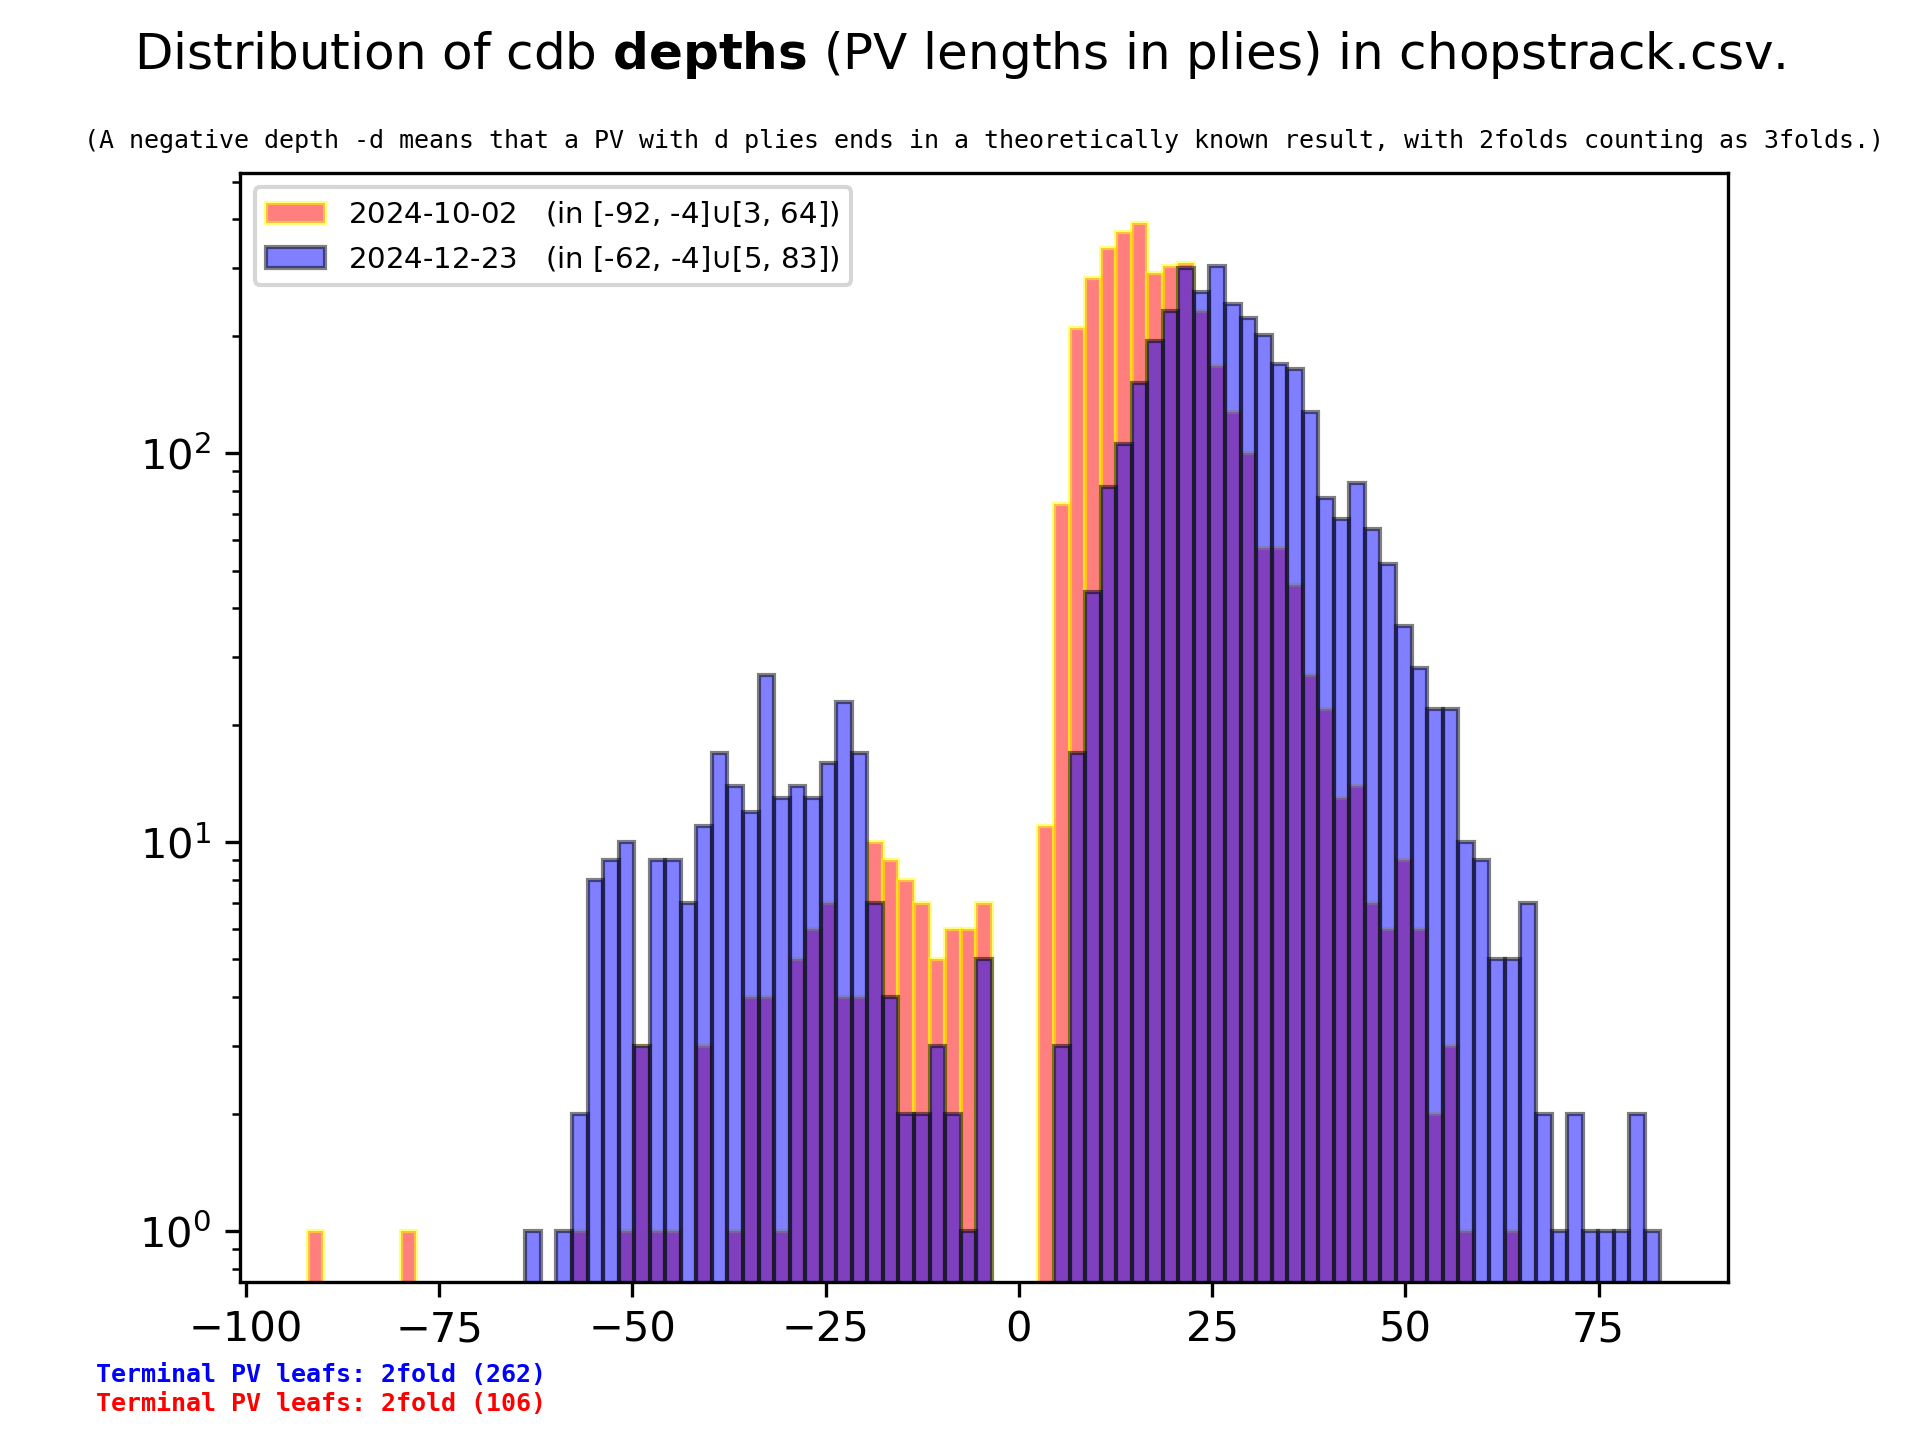 Distribution of cdb depths (PV lengths in plies) in chopstrack.csv.
(A negative depth -d means that a PV with d plies ends in a theoretically known result, with 2folds counting as 3folds.)
2024-10-02 (in [-92, -4]∪[3, 64])
2024-12-23 (in [-62, -4]∪[5, 83])
10²
10¹
10⁰
−100 −75 −50 −25 0 25 50 75
Terminal PV leafs: 2fold (262)
Terminal PV leafs: 2fold (106)